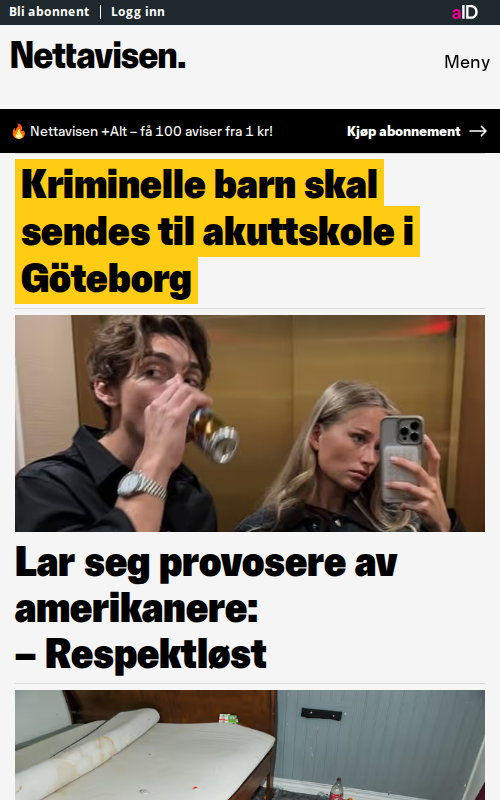 Bli abonnent | Logg inn
aID
Nettavisen.
Meny
🔥 Nettavisen +Alt – få 100 aviser fra 1 kr!
Kjøp abonnement →
Kriminelle barn skal
sendes til akuttskole i
Göteborg
Lar seg provosere av
amerikanere:
– Respektløst